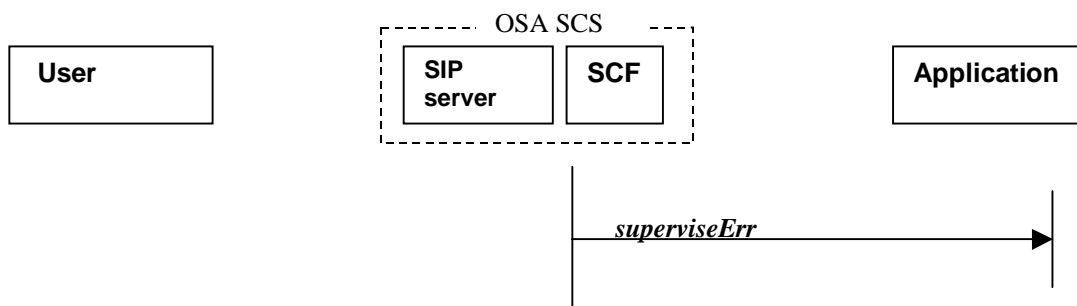 OSA SCS
User
SIP
server
SCF
Application
superviseErr